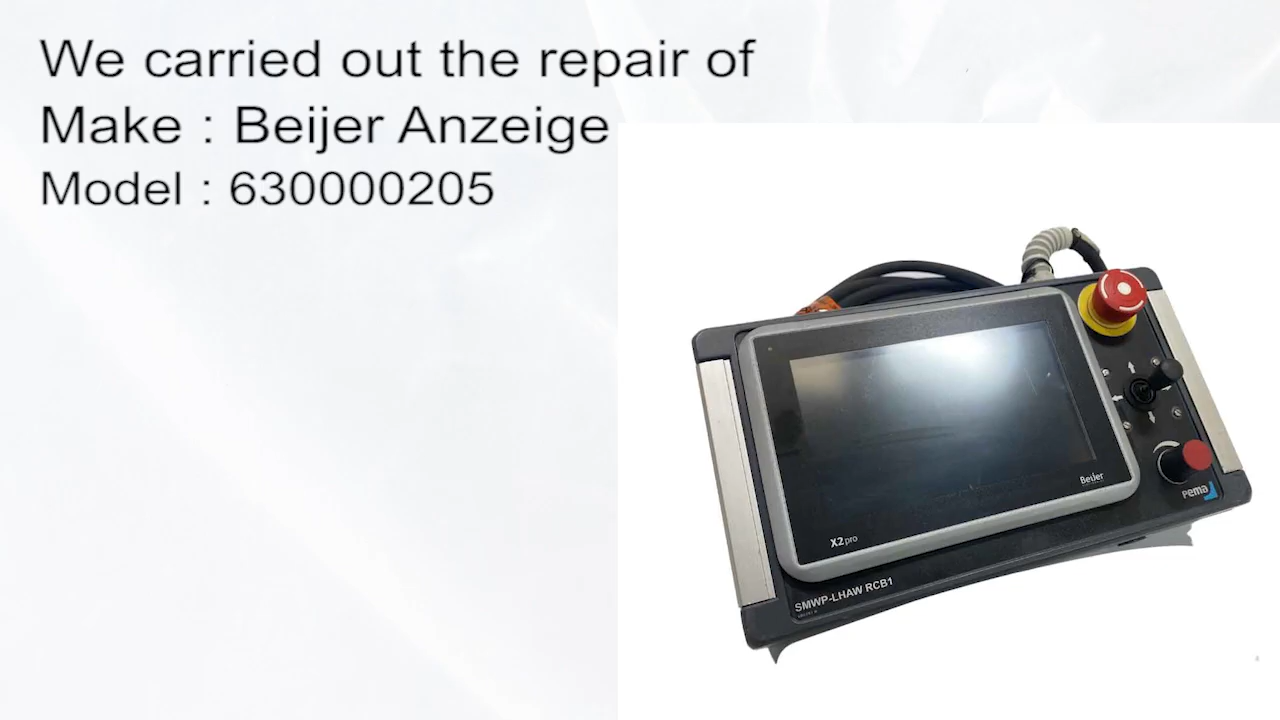 We carried out the repair of
Make : Beijer Anzeige
Model : 630000205
Beijer
pema
X2 pro
SMWP-LHAW RCB1